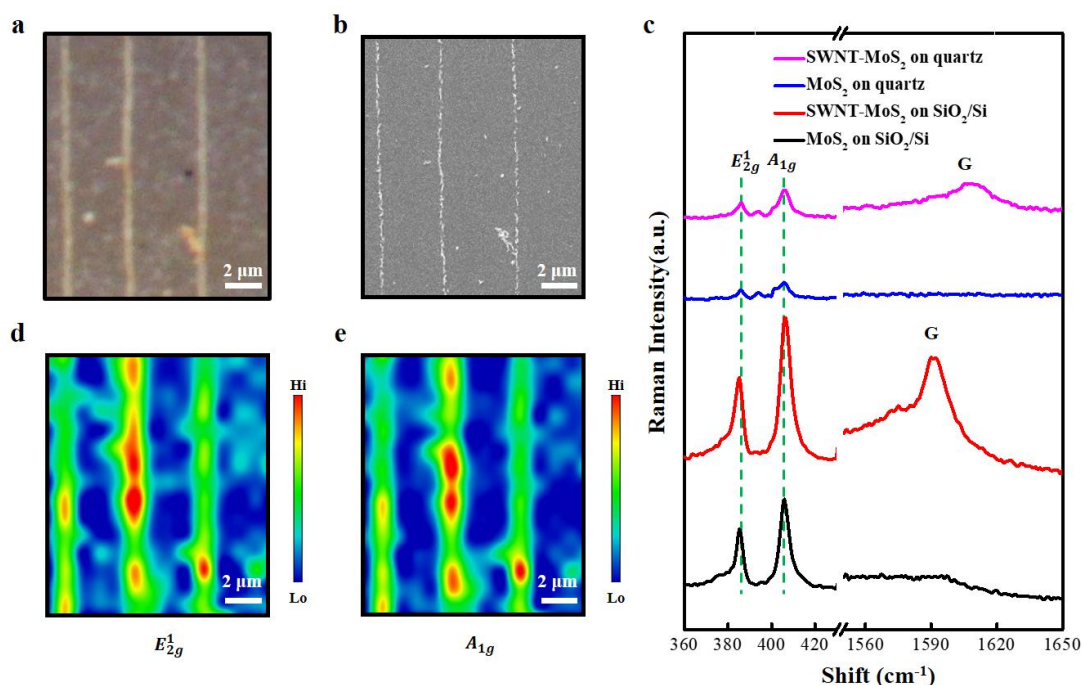 a
2 μm
b
2 μm
c
SWNT-MoS₂ on quartz
MoS₂ on quartz
SWNT-MoS₂ on SiO₂/Si
MoS₂ on SiO₂/Si
E¹₂g A₁g
G
G
Raman Intensity(a.u.)
360 380 400 420 1560 1590 1620 1650
Shift (cm⁻¹)
d
2 μm
Hi
Lo
E¹₂g
e
2 μm
Hi
Lo
A₁g